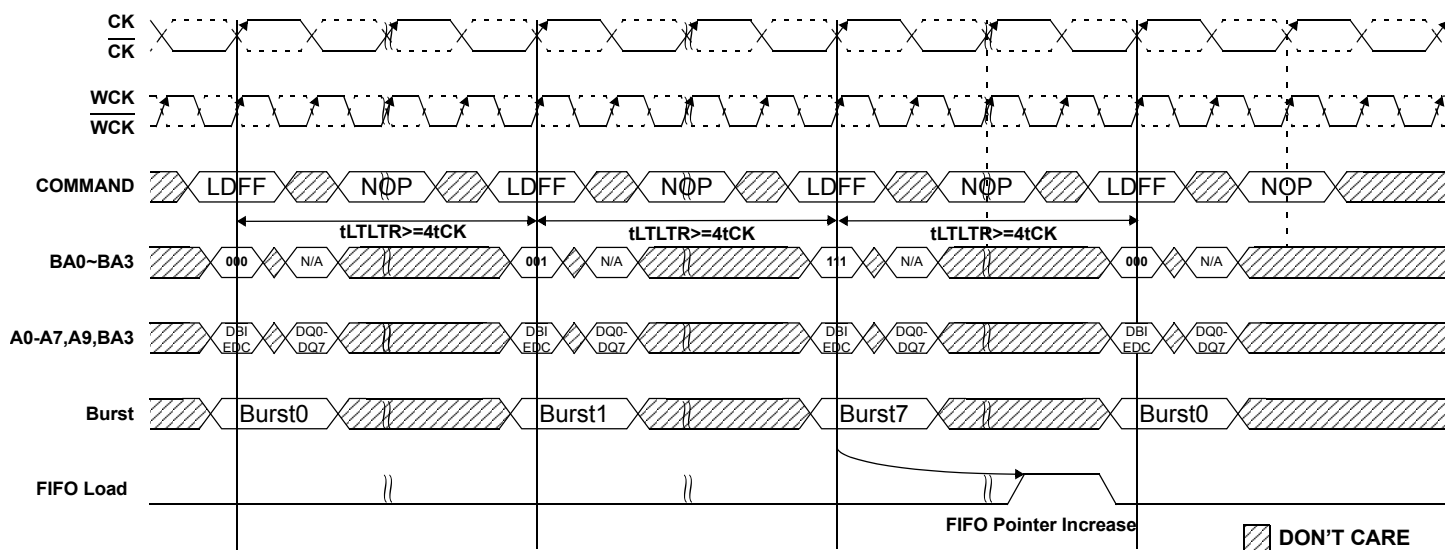 CK
CK
WCK
WCK
COMMAND LDFF NOP LDFF NOP LDFF NOP LDFF NOP
tLTLTR>=4tCK tLTLTR>=4tCK tLTLTR>=4tCK
BA0~BA3 000 N/A 001 N/A 111 N/A 000 N/A
A0-A7,A9,BA3 DBI EDC DQ0-DQ7 DBI EDC DQ0-DQ7 DBI EDC DQ0-DQ7 DBI EDC DQ0-DQ7
Burst Burst0 Burst1 Burst7 Burst0
FIFO Load
FIFO Pointer Increase
DON'T CARE